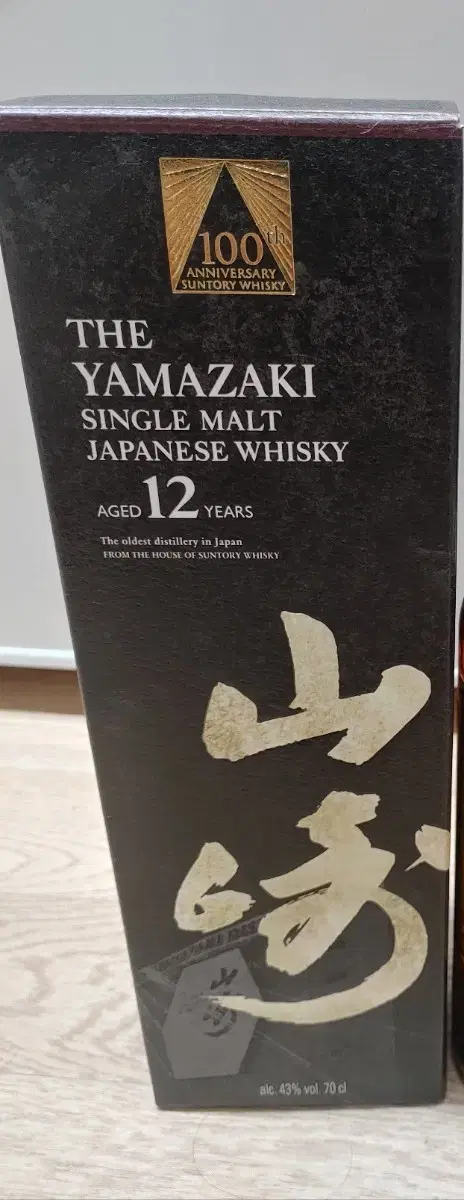 100th
ANNIVERSARY
SUNTORY WHISKY
THE
YAMAZAKI
SINGLE MALT
JAPANESE WHISKY
AGED 12 YEARS
The oldest distillery in Japan
FROM THE HOUSE OF SUNTORY WHISKY
山
崎
alc. 43% vol. 70 cl